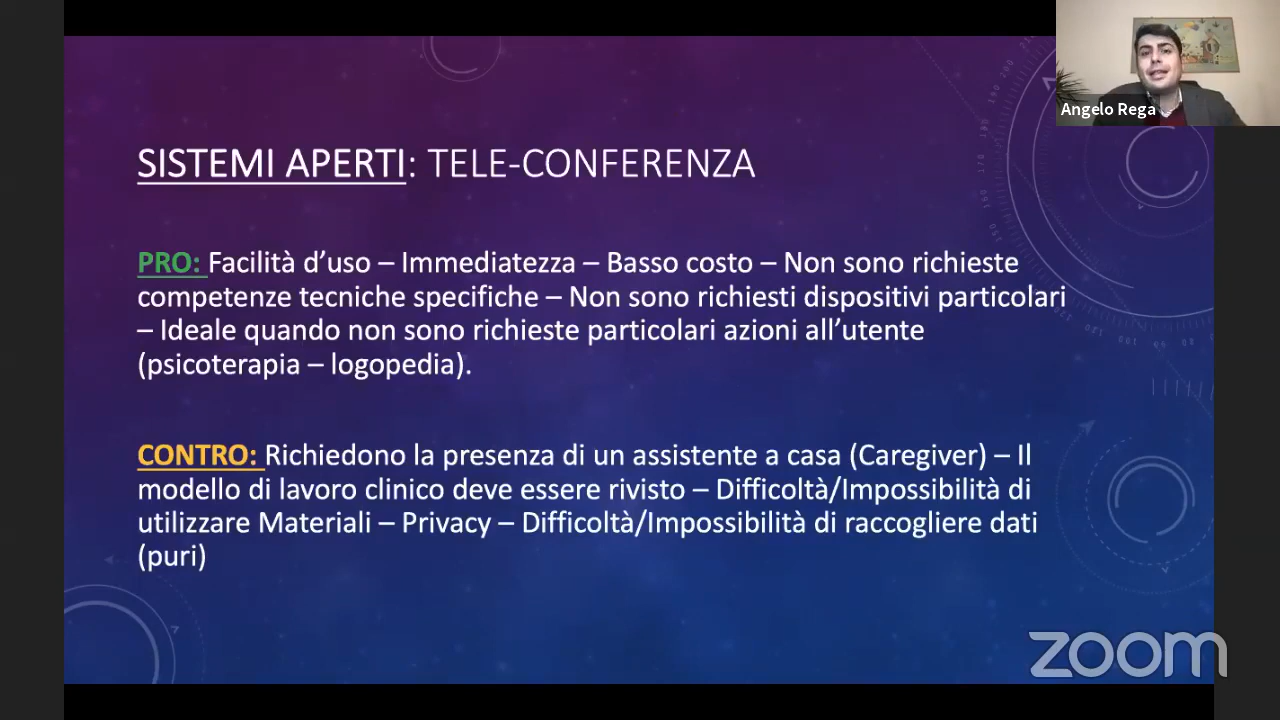 Angelo Rega
SISTEMI APERTI: TELE-CONFERENZA
PRO: Facilità d’uso – Immediatezza – Basso costo – Non sono richieste
competenze tecniche specifiche – Non sono richiesti dispositivi particolari
– Ideale quando non sono richieste particolari azioni all’utente
(psicoterapia – logopedia).
CONTRO: Richiedono la presenza di un assistente a casa (Caregiver) – Il
modello di lavoro clinico deve essere rivisto – Difficoltà/Impossibilità di
utilizzare Materiali – Privacy – Difficoltà/Impossibilità di raccogliere dati
(puri)
zoom